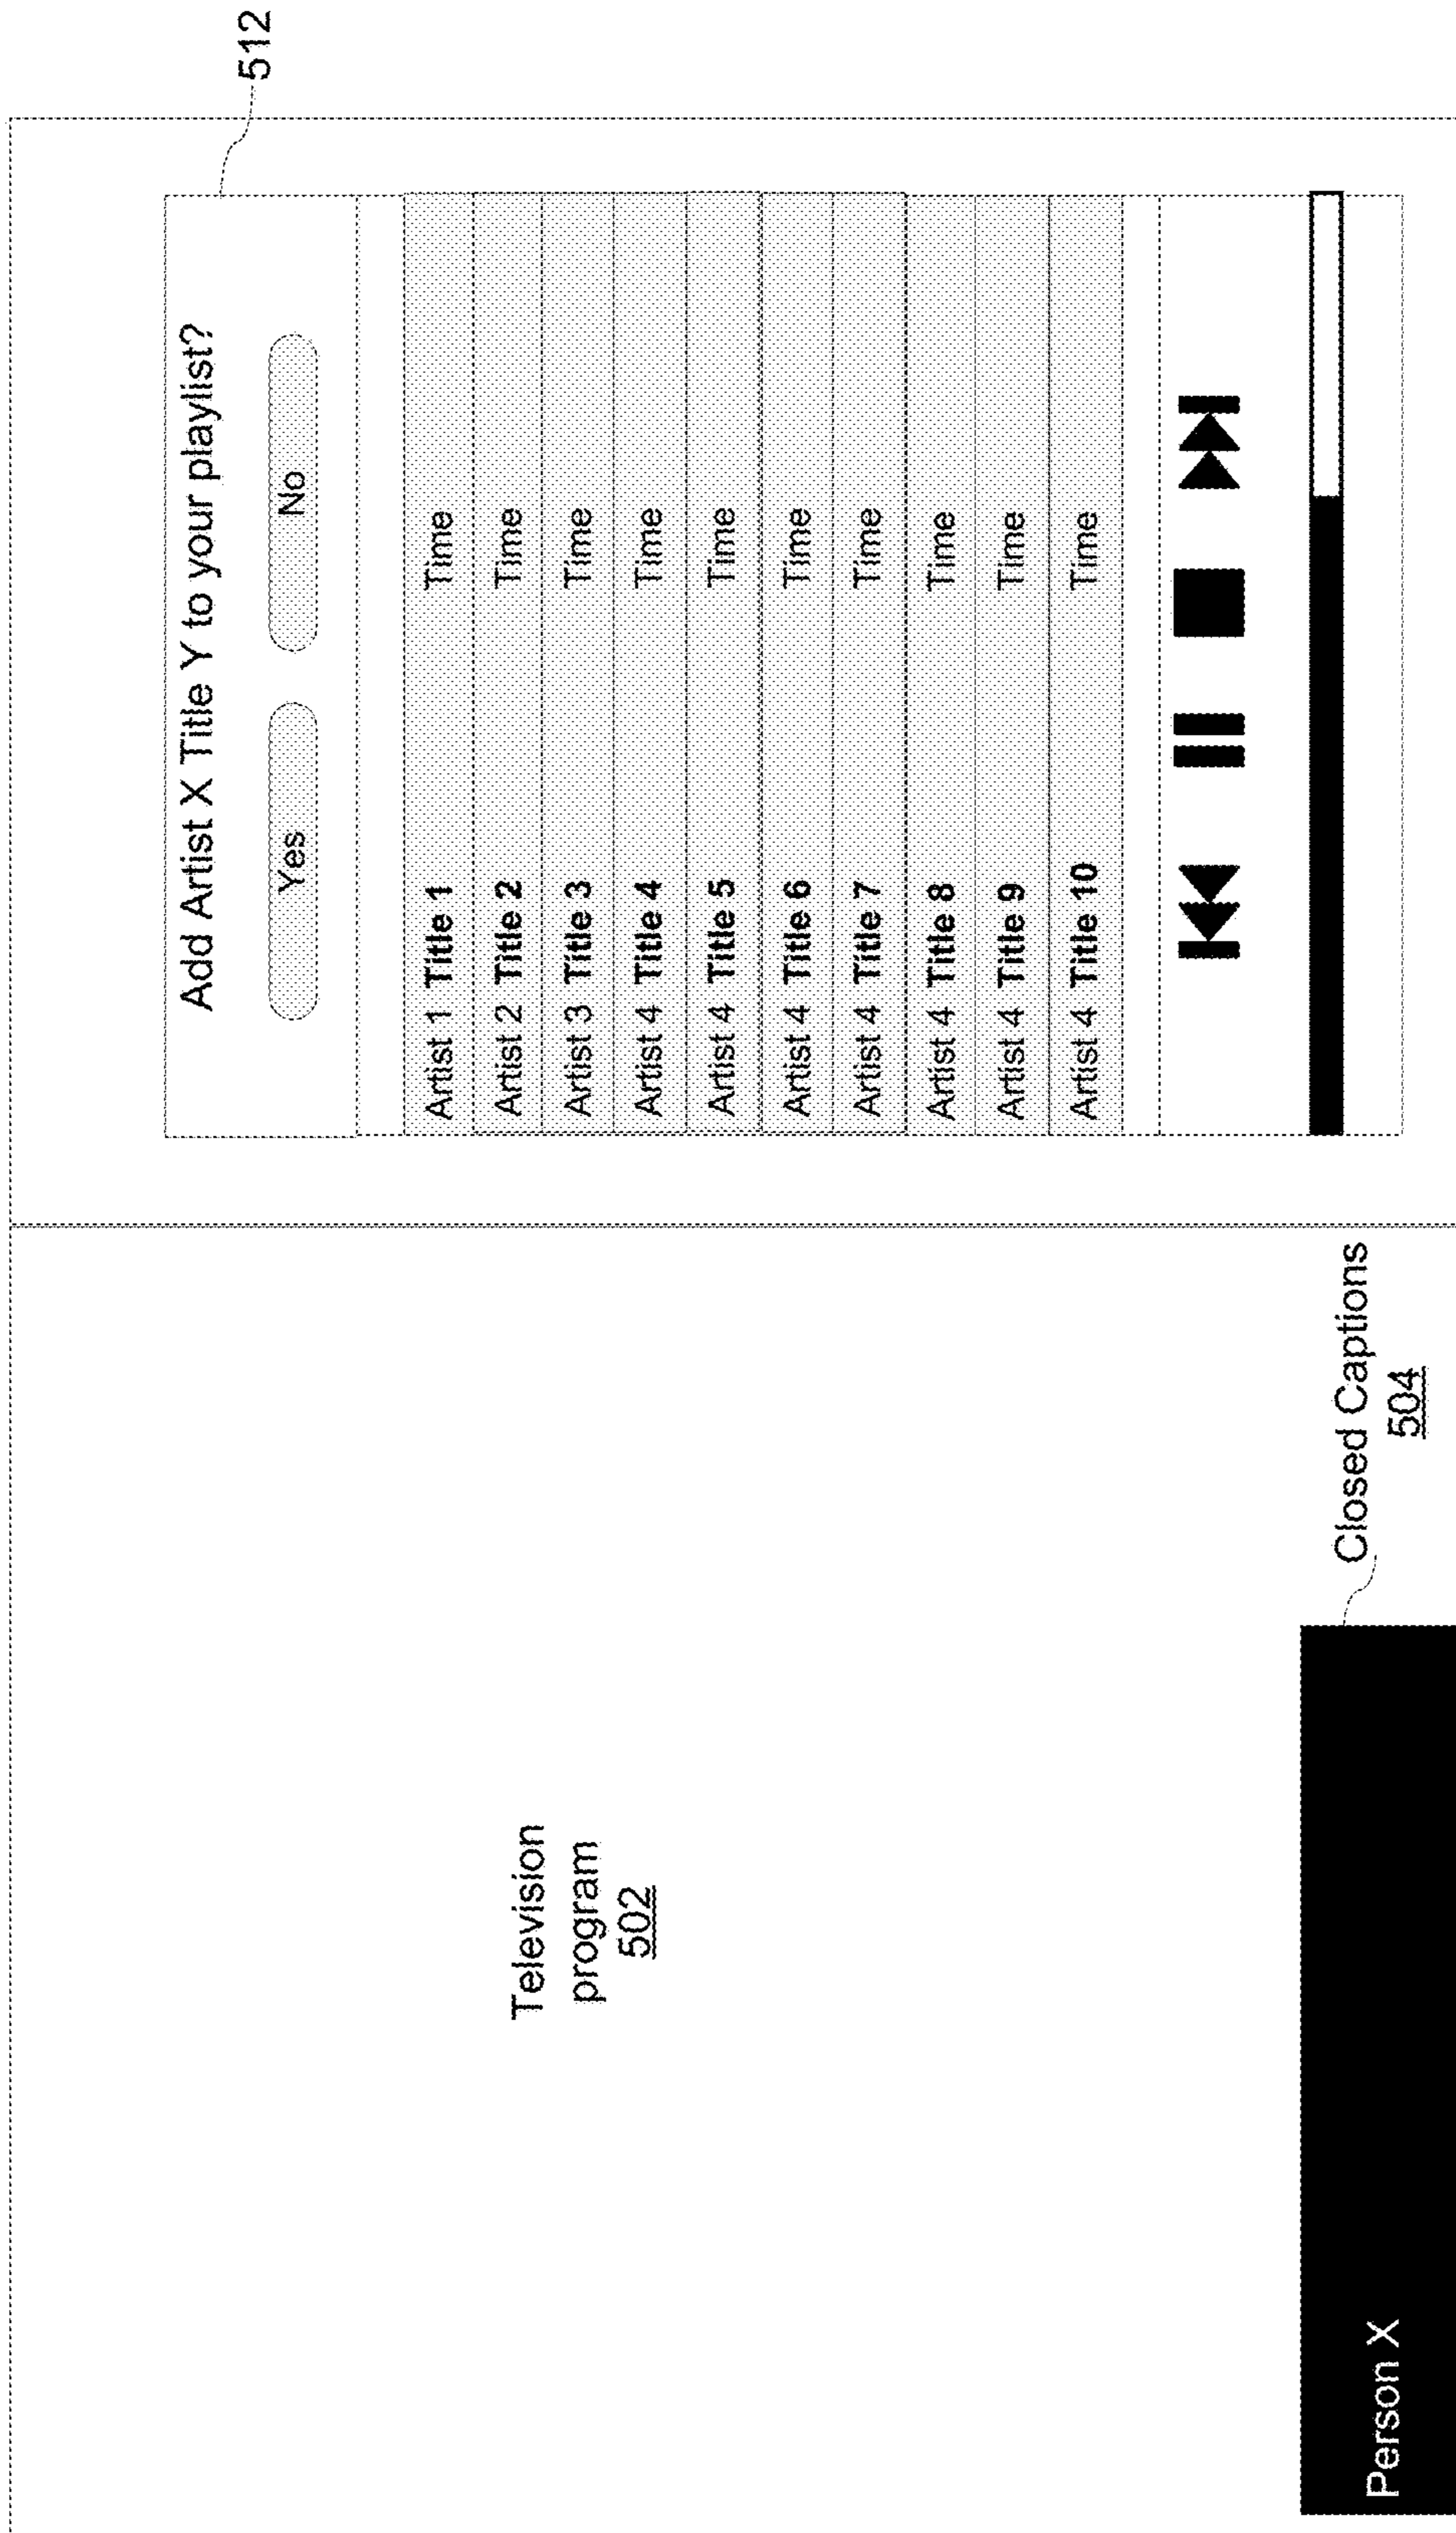 Television
program
502
Person X
Closed Captions
504
512
Add Artist X Title Y to your playlist?
Yes No
Artist 1 Title 1 Time
Artist 2 Title 2 Time
Artist 3 Title 3 Time
Artist 4 Title 4 Time
Artist 4 Title 5 Time
Artist 4 Title 6 Time
Artist 4 Title 7 Time
Artist 4 Title 8 Time
Artist 4 Title 9 Time
Artist 4 Title 10 Time